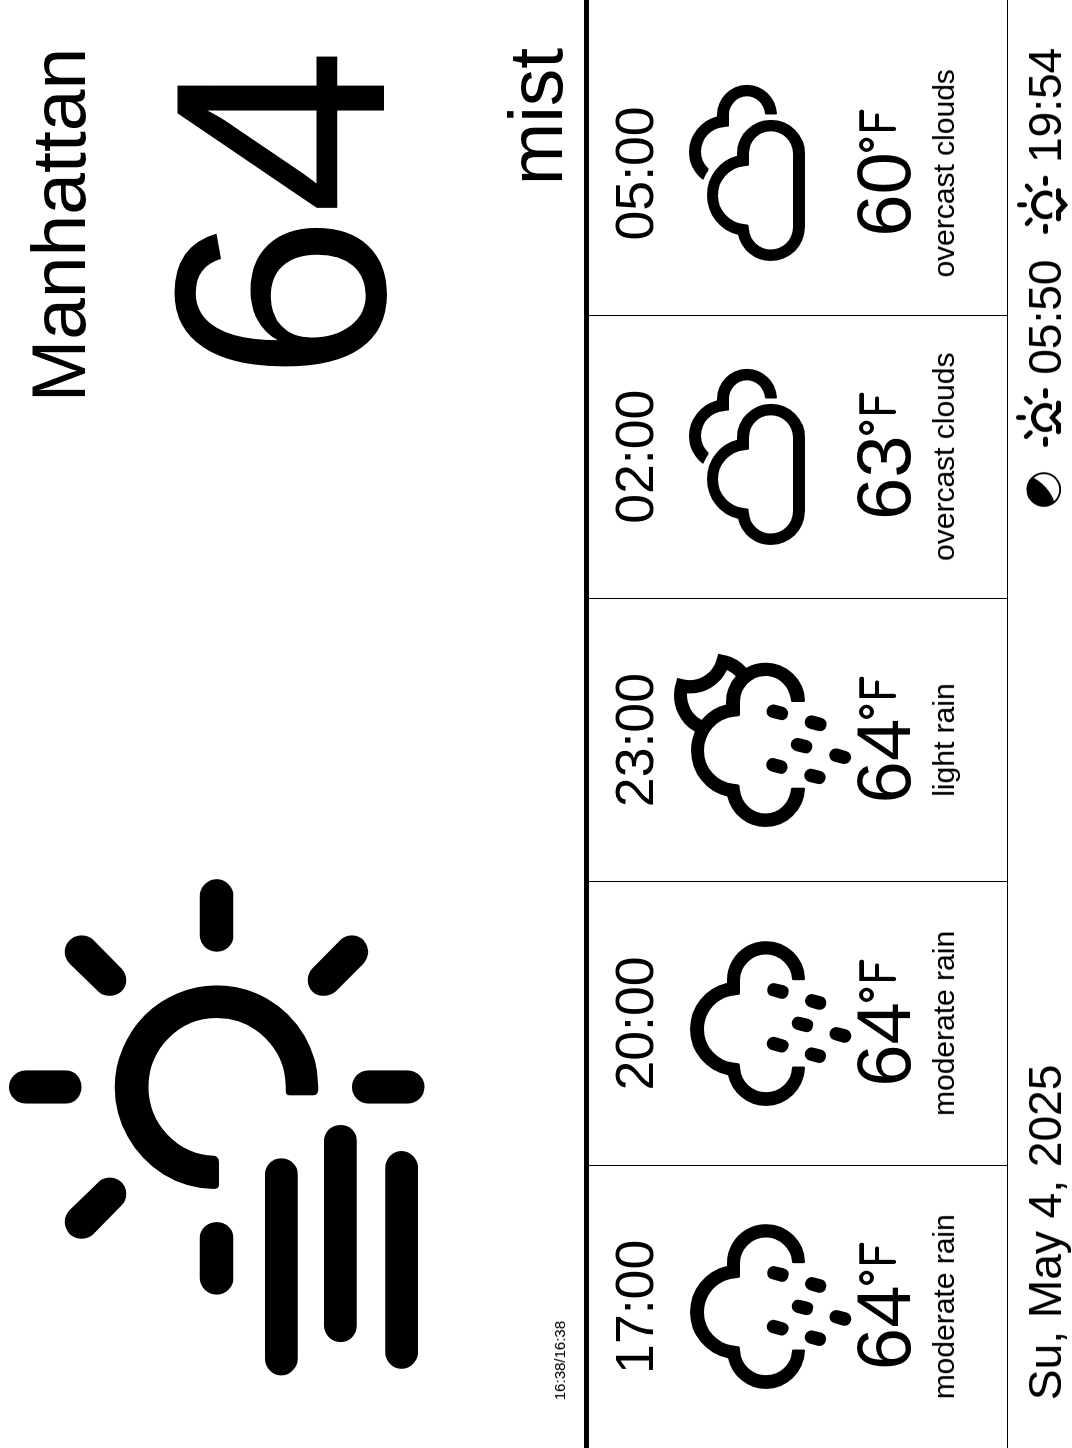 Manhattan
64
mist
16:38/16:38
17:00 20:00 23:00 02:00 05:00
64°F 64°F 64°F 63°F 60°F
moderate rain moderate rain light rain overcast clouds overcast clouds
Su, May 4, 2025 05:50 19:54